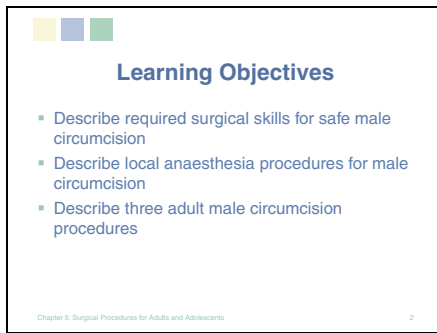 Learning Objectives
▪ Describe required surgical skills for safe male
circumcision
▪ Describe local anaesthesia procedures for male
circumcision
▪ Describe three adult male circumcision
procedures
Chapter 5: Surgical Procedures for Adults and Adolescents 2